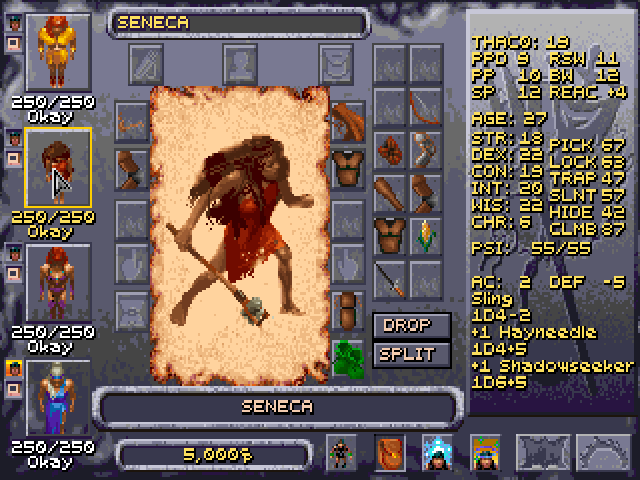 SENECA
250/250
Okay
250/250
Okay
250/250
Okay
250/250
Okay
DROP
SPLIT
SENECA
THAC0: 19
PPD 9 RSW 11
PP 10 BW 12
SP 12 REAC +4
AGE: 27
STR: 18
DEX: 22
CON: 19
INT: 20
WIS: 22
CHR: 6
PICK 67
LOCK 63
TRAP 47
SLNT 57
HIDE 42
CLMB 87
PSI: 55/55
AC: 2 DEF -5
Sling
1D4-2
+1 Hayneedle
1D4+5
+1 Shadowseeker
1D6+5